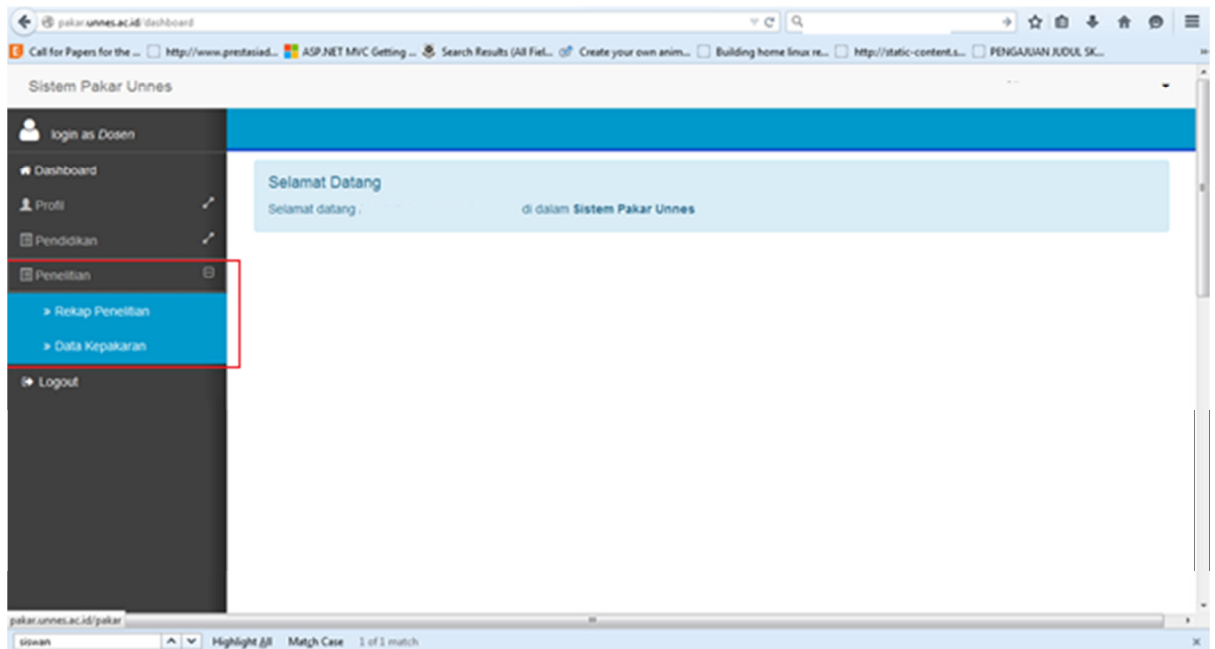 pakar.unnes.ac.id/dashboard
Call for Papers for the ... http://www.prestasiad... ASP.NET MVC Getting ... Search Results (All Fiel... Create your own anim... Building home linux re... http://static-content.s... PENGAJUAN JUDUL SK...
Sistem Pakar Unnes
login as Dosen
Dashboard
Profil
Pendidikan
Penelitian
» Rekap Penelitian
» Data Kepakaran
Logout
Selamat Datang
Selamat datang di dalam Sistem Pakar Unnes
pakar.unnes.ac.id/pakar
siswan Highlight All Match Case 1 of 1 match